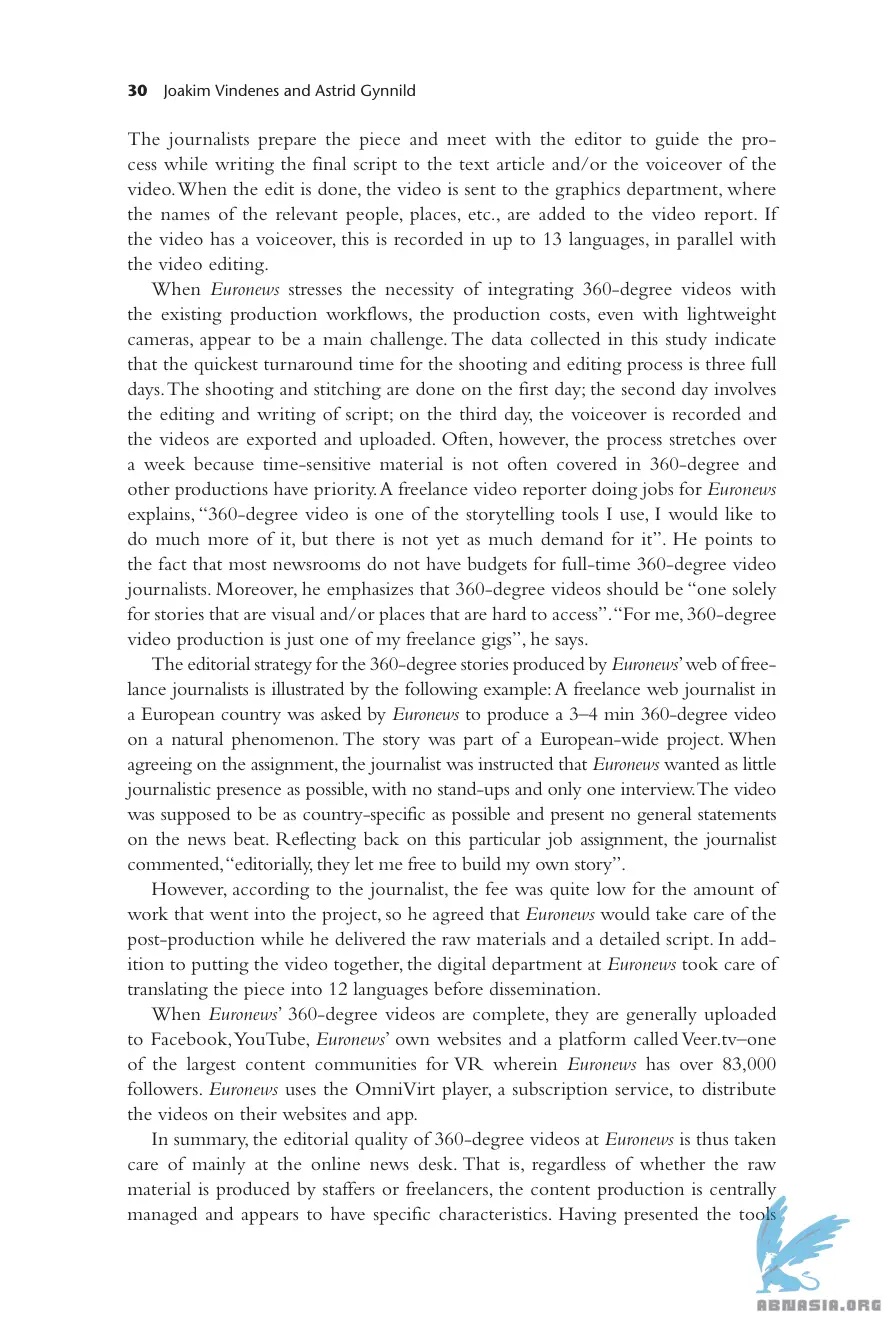 30 Joakim Vindenes and Astrid Gynnild
The journalists prepare the piece and meet with the editor to guide the pro-
cess while writing the final script to the text article and/or the voiceover of the
video. When the edit is done, the video is sent to the graphics department, where
the names of the relevant people, places, etc., are added to the video report. If
the video has a voiceover, this is recorded in up to 13 languages, in parallel with
the video editing.
When Euronews stresses the necessity of integrating 360-degree videos with
the existing production workflows, the production costs, even with lightweight
cameras, appear to be a main challenge. The data collected in this study indicate
that the quickest turnaround time for the shooting and editing process is three full
days. The shooting and stitching are done on the first day; the second day involves
the editing and writing of script; on the third day, the voiceover is recorded and
the videos are exported and uploaded. Often, however, the process stretches over
a week because time-sensitive material is not often covered in 360-degree and
other productions have priority. A freelance video reporter doing jobs for Euronews
explains, “360-degree video is one of the storytelling tools I use, I would like to
do much more of it, but there is not yet as much demand for it”. He points to
the fact that most newsrooms do not have budgets for full-time 360-degree video
journalists. Moreover, he emphasizes that 360-degree videos should be “one solely
for stories that are visual and/or places that are hard to access”. “For me, 360-degree
video production is just one of my freelance gigs”, he says.
The editorial strategy for the 360-degree stories produced by Euronews’ web of free-
lance journalists is illustrated by the following example: A freelance web journalist in
a European country was asked by Euronews to produce a 3–4 min 360-degree video
on a natural phenomenon. The story was part of a European-wide project. When
agreeing on the assignment, the journalist was instructed that Euronews wanted as little
journalistic presence as possible, with no stand-ups and only one interview. The video
was supposed to be as country-specific as possible and present no general statements
on the news beat. Reflecting back on this particular job assignment, the journalist
commented, “editorially, they let me free to build my own story”.
However, according to the journalist, the fee was quite low for the amount of
work that went into the project, so he agreed that Euronews would take care of the
post-production while he delivered the raw materials and a detailed script. In add-
ition to putting the video together, the digital department at Euronews took care of
translating the piece into 12 languages before dissemination.
When Euronews’ 360-degree videos are complete, they are generally uploaded
to Facebook, YouTube, Euronews’ own websites and a platform called Veer.tv–one
of the largest content communities for VR wherein Euronews has over 83,000
followers. Euronews uses the OmniVirt player, a subscription service, to distribute
the videos on their websites and app.
In summary, the editorial quality of 360-degree videos at Euronews is thus taken
care of mainly at the online news desk. That is, regardless of whether the raw
material is produced by staffers or freelancers, the content production is centrally
managed and appears to have specific characteristics. Having presented the tools
ABNASIA.ORG